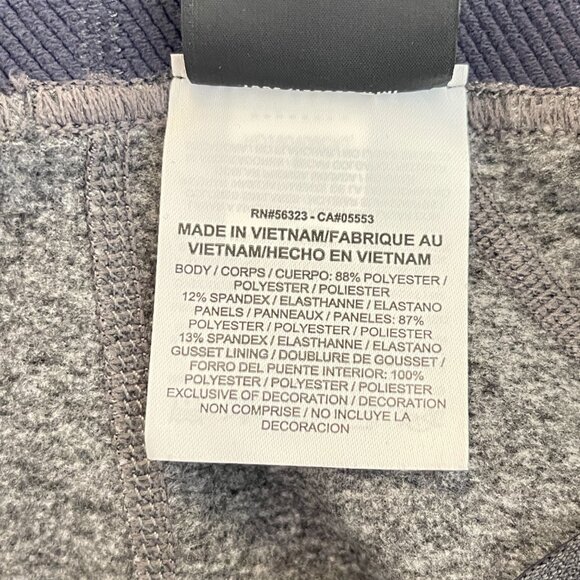 RN#56323 - CA#05553
MADE IN VIETNAM/FABRIQUE AU
VIETNAM/HECHO EN VIETNAM
BODY / CORPS / CUERPO: 88% POLYESTER /
POLYESTER / POLIESTER
12% SPANDEX / ELASTHANNE / ELASTANO
PANELS / PANNEAUX / PANELES: 87%
POLYESTER / POLYESTER / POLIESTER
13% SPANDEX / ELASTHANNE / ELASTANO
GUSSET LINING / DOUBLURE DE GOUSSET /
FORRO DEL PUENTE INTERIOR: 100%
POLYESTER / POLYESTER / POLIESTER
EXCLUSIVE OF DECORATION / DECORATION
NON COMPRISE / NO INCLUYE LA
DECORACION